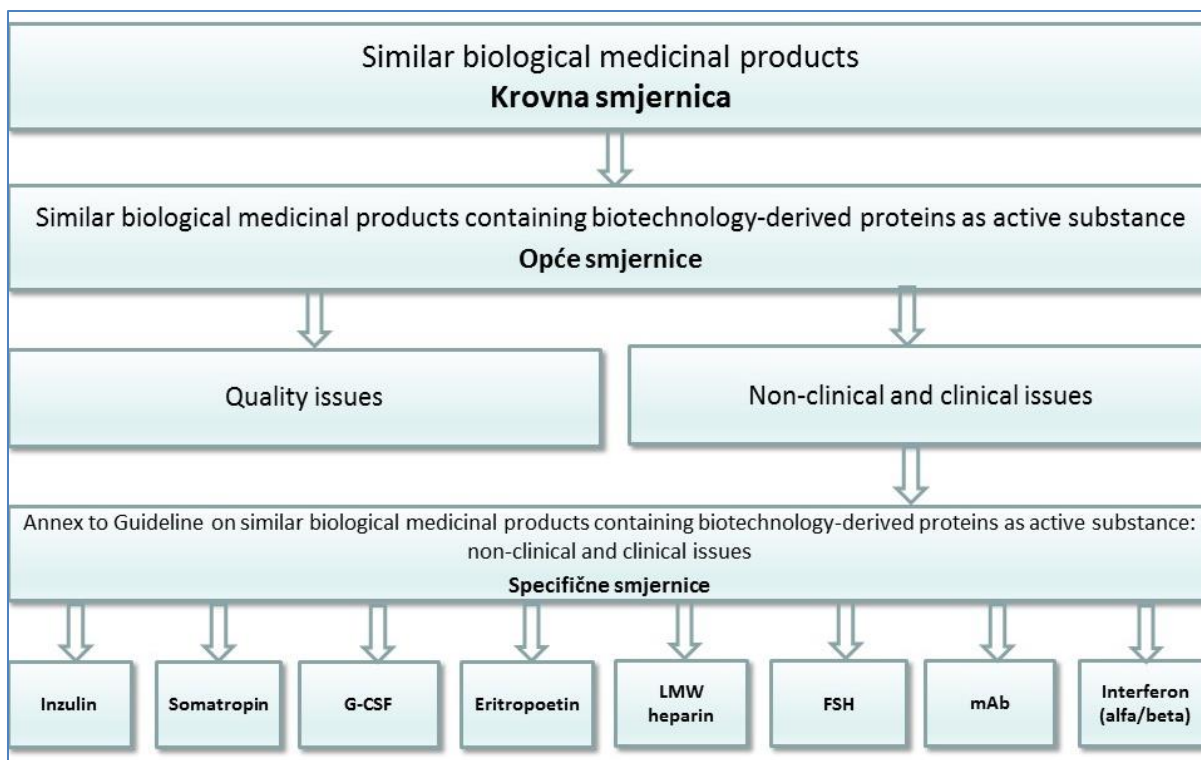 Similar biological medicinal products
Krovna smjernica
Similar biological medicinal products containing biotechnology-derived proteins as active substance
Opće smjernice
Quality issues
Non-clinical and clinical issues
Annex to Guideline on similar biological medicinal products containing biotechnology-derived proteins as active substance:
non-clinical and clinical issues
Specifične smjernice
Inzulin
Somatropin
G-CSF
Eritropoetin
LMW
heparin
FSH
mAb
Interferon
(alfa/beta)